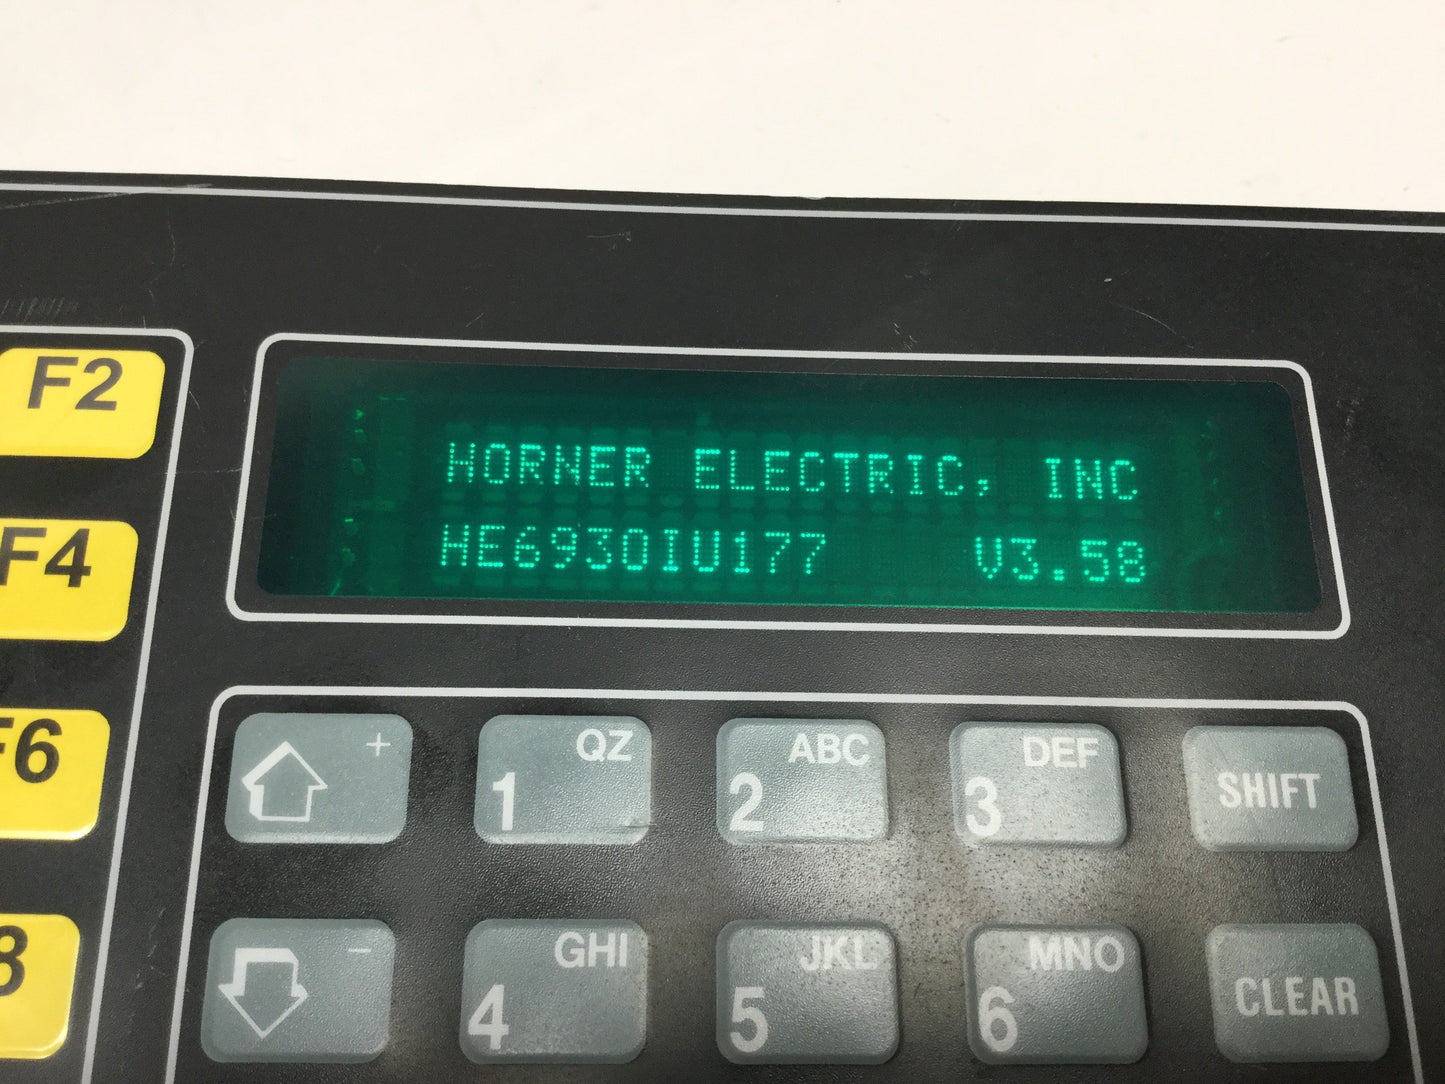 HORNER ELECTRIC, INC
HE6930IU177 V3.58
F2
F4
F6
8
+
1 QZ
2 ABC
3 DEF
SHIFT
-
4 GHI
5 JKL
6 MNO
CLEAR